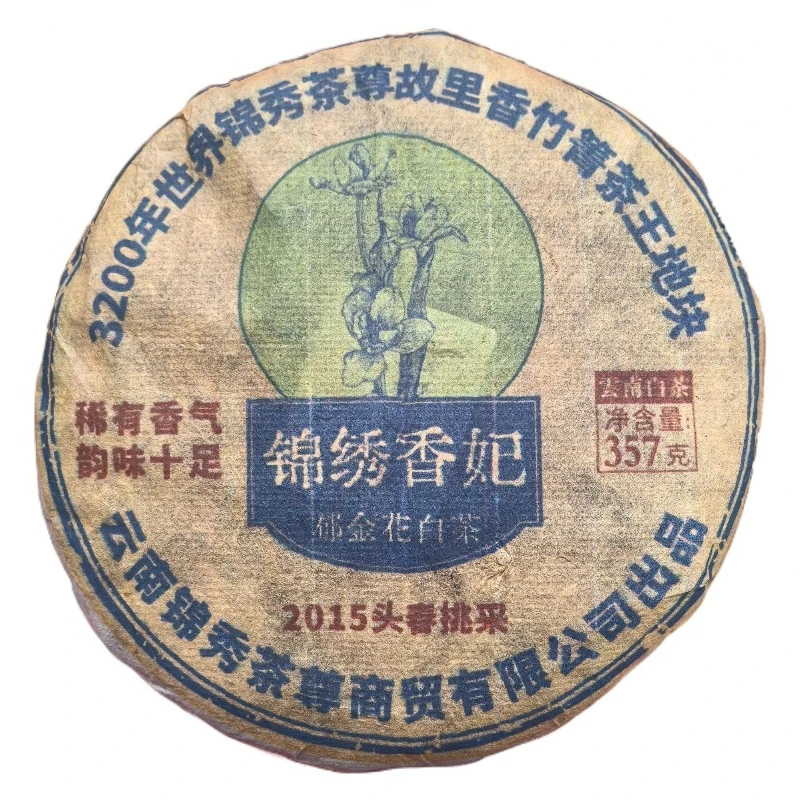 3200年世界锦秀茶尊故里香竹箐茶王地块
稀有香气
韵味十足
雲南白茶
净含量:
357克
锦绣香妃
郁金花白茶
2015头春挑采
云南锦秀茶尊商贸有限公司出品